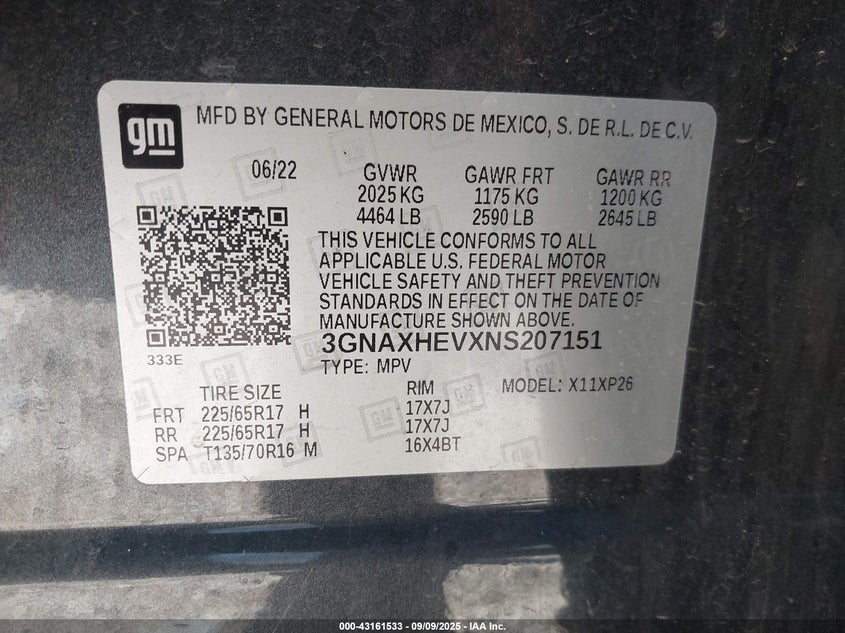 gm
MFD BY GENERAL MOTORS DE MEXICO, S. DE R.L. DE C.V.
06/22 GVWR GAWR FRT GAWR RR
2025 KG 1175 KG 1200 KG
4464 LB 2590 LB 2645 LB
THIS VEHICLE CONFORMS TO ALL
APPLICABLE U.S. FEDERAL MOTOR
VEHICLE SAFETY AND THEFT PREVENTION
STANDARDS IN EFFECT ON THE DATE OF
MANUFACTURE SHOWN ABOVE.
333E
3GNAXHEVXNS207151
TYPE: MPV
TIRE SIZE RIM MODEL: X11XP26
FRT 225/65R17 H 17X7J
RR 225/65R17 H 17X7J
SPA T135/70R16 M 16X4BT
000-43161533 - 09/09/2025 - IAA Inc.